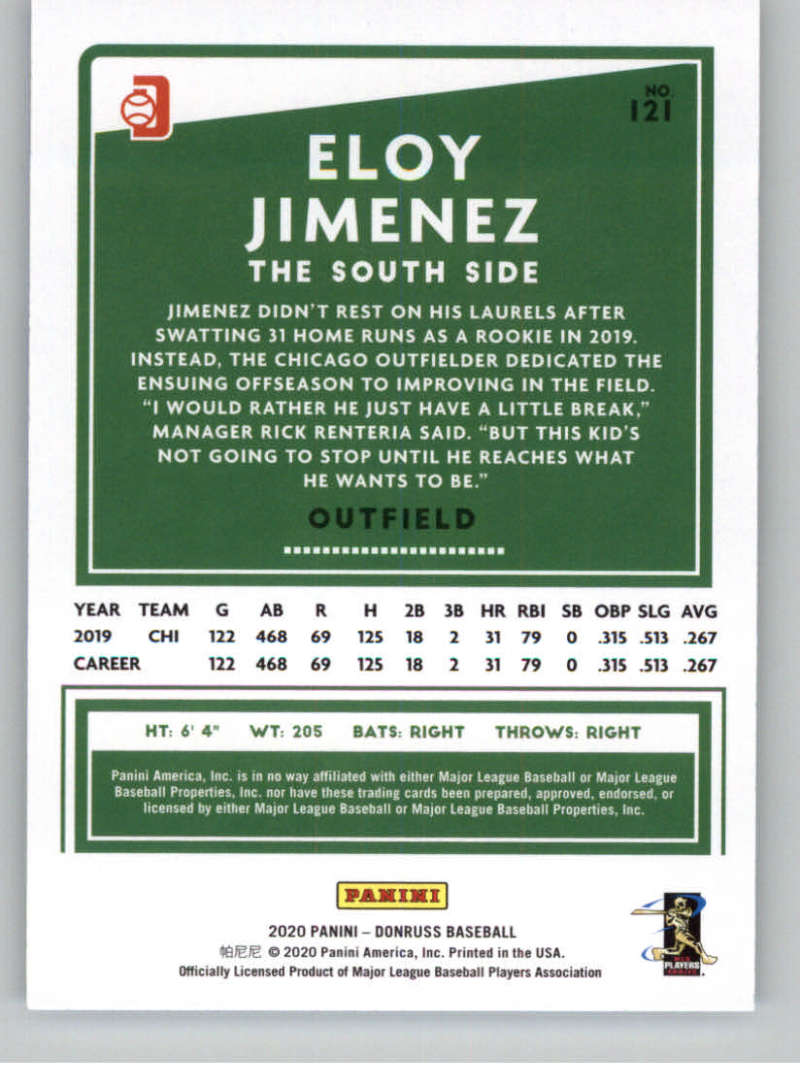 NO.
121
ELOY
JIMENEZ
THE SOUTH SIDE
JIMENEZ DIDN'T REST ON HIS LAURELS AFTER
SWATTING 31 HOME RUNS AS A ROOKIE IN 2019.
INSTEAD, THE CHICAGO OUTFIELDER DEDICATED THE
ENSUING OFFSEASON TO IMPROVING IN THE FIELD.
“I WOULD RATHER HE JUST HAVE A LITTLE BREAK,”
MANAGER RICK RENTERIA SAID. “BUT THIS KID'S
NOT GOING TO STOP UNTIL HE REACHES WHAT
HE WANTS TO BE.”
OUTFIELD
YEAR TEAM G AB R H 2B 3B HR RBI SB OBP SLG AVG
2019 CHI 122 468 69 125 18 2 31 79 0 .315 .513 .267
CAREER 122 468 69 125 18 2 31 79 0 .315 .513 .267
HT: 6' 4" WT: 205 BATS: RIGHT THROWS: RIGHT
Panini America, Inc. is in no way affiliated with either Major League Baseball or Major League
Baseball Properties, Inc. nor have these trading cards been prepared, approved, endorsed, or
licensed by either Major League Baseball or Major League Baseball Properties, Inc.
PANINI
2020 PANINI – DONRUSS BASEBALL
帕尼尼 © 2020 Panini America, Inc. Printed in the USA.
Officially Licensed Product of Major League Baseball Players Association
MLB
PLAYERS